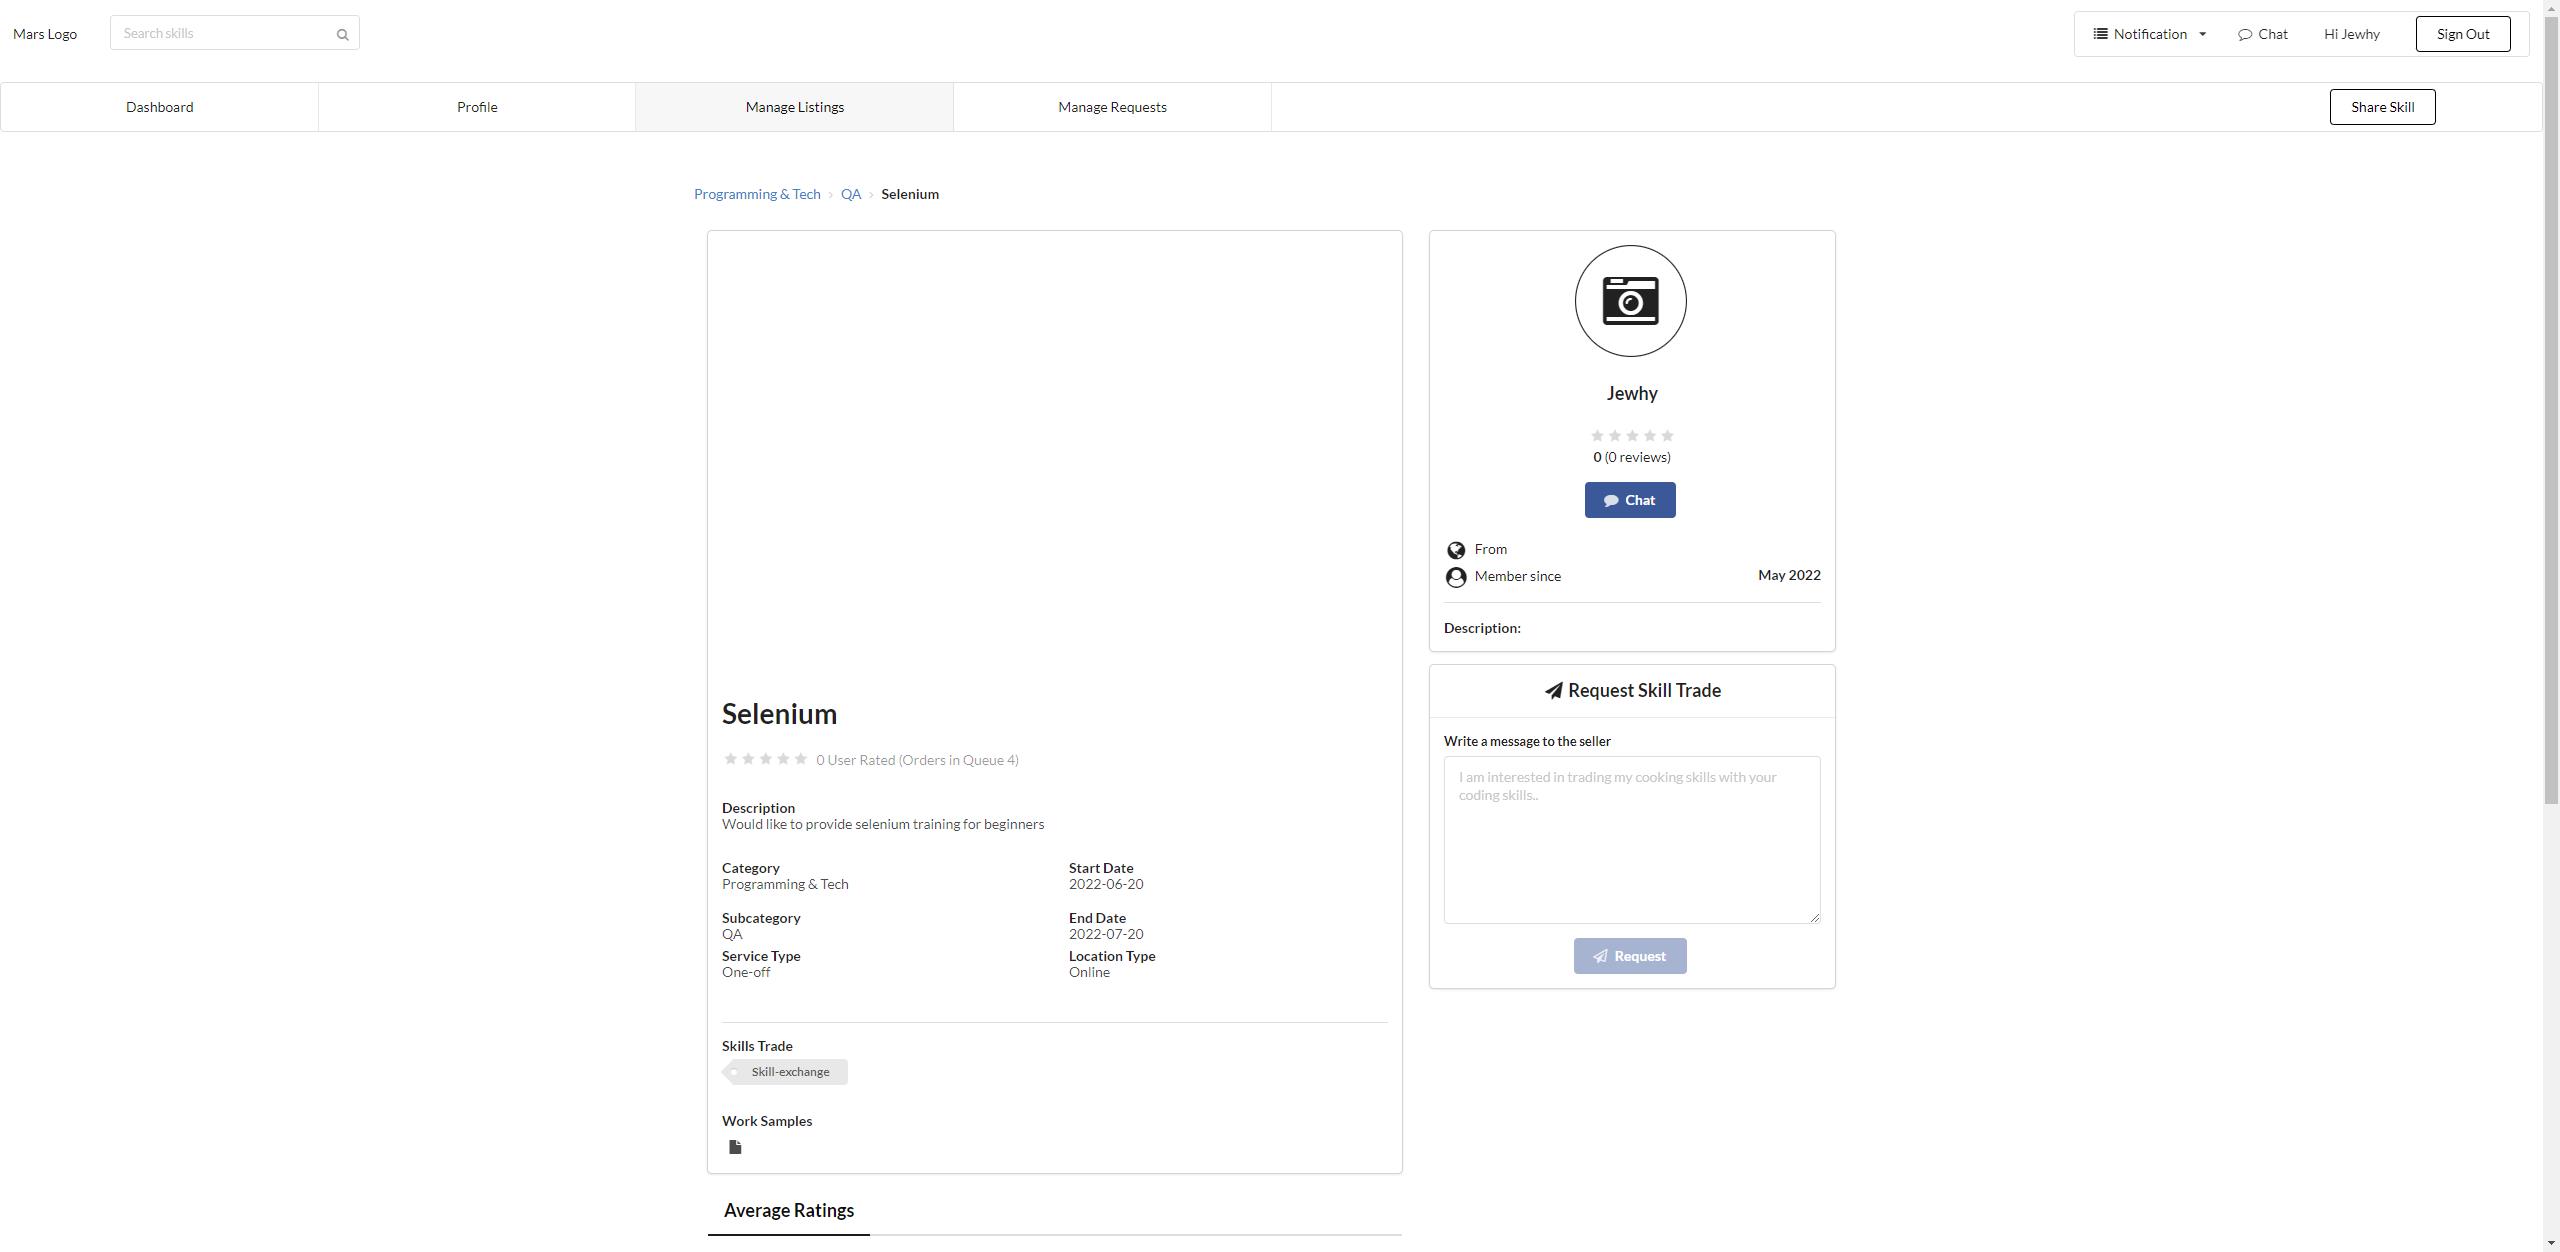 Mars Logo
Search skills
Notification
Chat
Hi Jewhy
Sign Out
Dashboard
Profile
Manage Listings
Manage Requests
Share Skill
Programming & Tech › QA › Selenium
Selenium
0 User Rated (Orders in Queue 4)
Description
Would like to provide selenium training for beginners
Category
Programming & Tech
Start Date
2022-06-20
Subcategory
QA
End Date
2022-07-20
Service Type
One-off
Location Type
Online
Skills Trade
Skill-exchange
Work Samples
Average Ratings
Jewhy
0 (0 reviews)
Chat
From
Member since
May 2022
Description:
Request Skill Trade
Write a message to the seller
I am interested in trading my cooking skills with your
coding skills..
Request